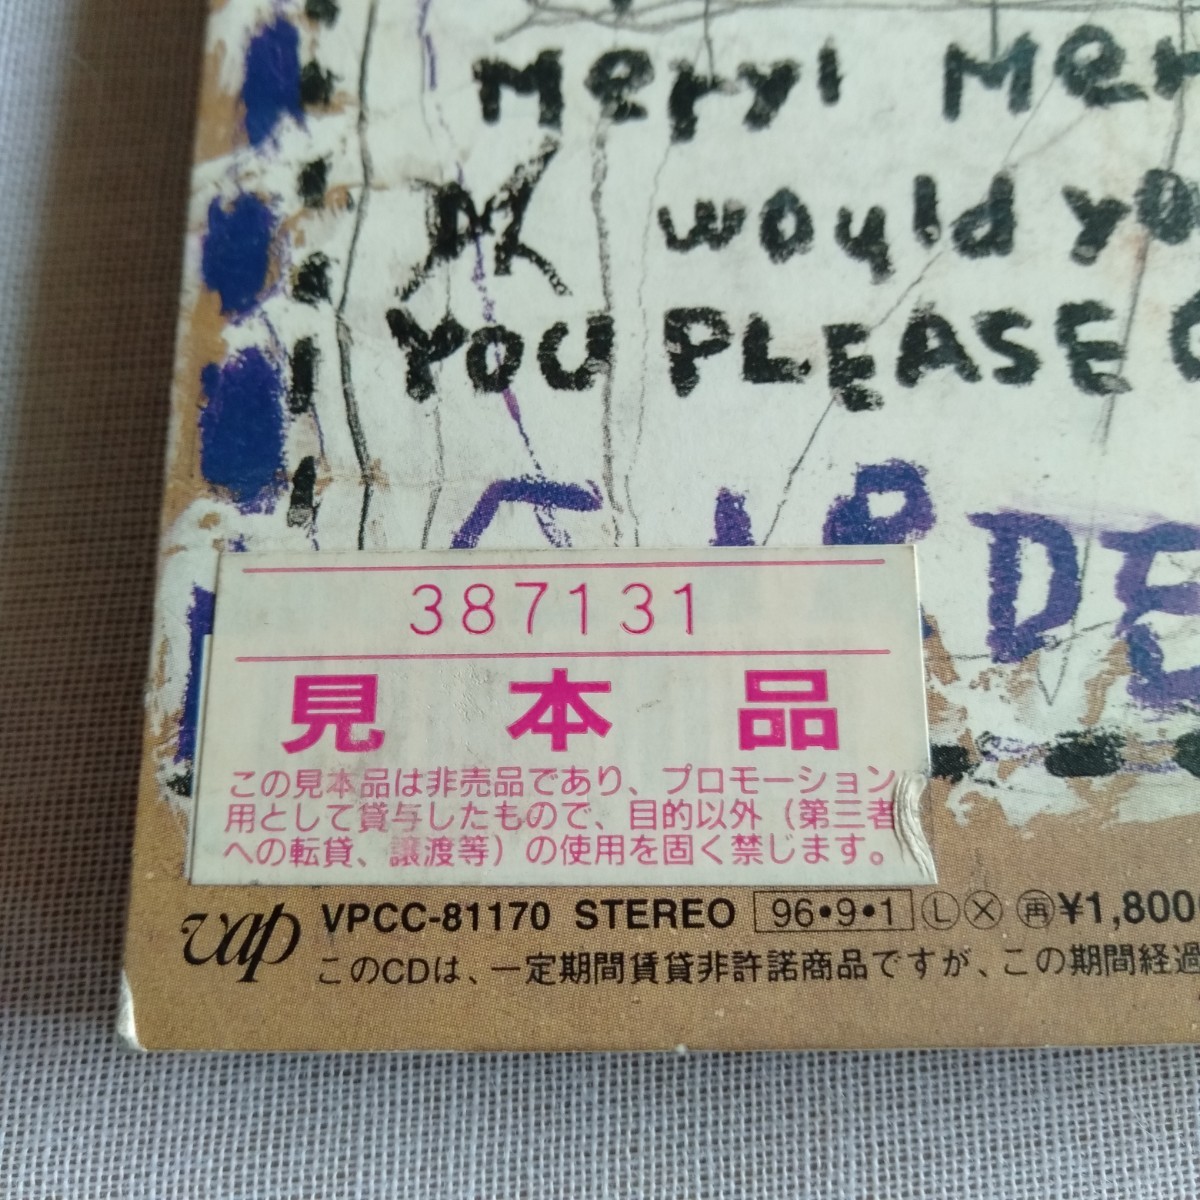 Meryl Mer
would yo
YOU PLEASE
387131
見本品
この見本品は非売品であり、プロモーション
用として貸与したもので、目的以外（第三者
への転貸、譲渡等）の使用を固く禁じます。
vap VPCC-81170 STEREO 96•9•1 Ⓛ Ⓧ ㊢¥1,800
このCDは、一定期間賃貸非許諾商品ですが、この期間経過